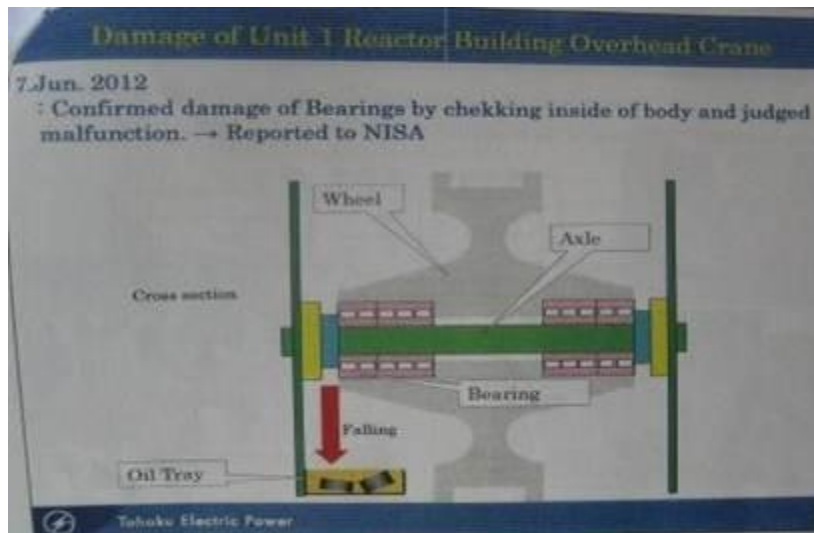 Damage of Unit 1 Reactor Building Overhead Crane
7.Jun. 2012
: Confirmed damage of Bearings by chekking inside of body and judged
malfunction. → Reported to NISA
Wheel
Axle
Cross section
Bearing
Falling
Oil Tray
Tohoku Electric Power